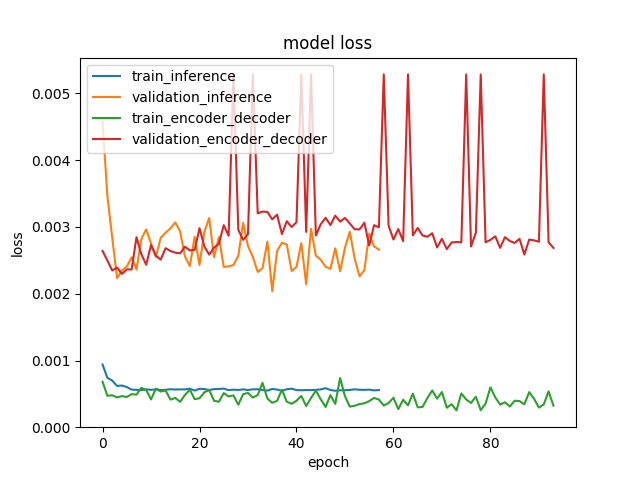 model loss
train_inference
validation_inference
train_encoder_decoder
validation_encoder_decoder
0.005
0.004
0.003
0.002
0.001
0.000
loss
0 20 40 60 80
epoch